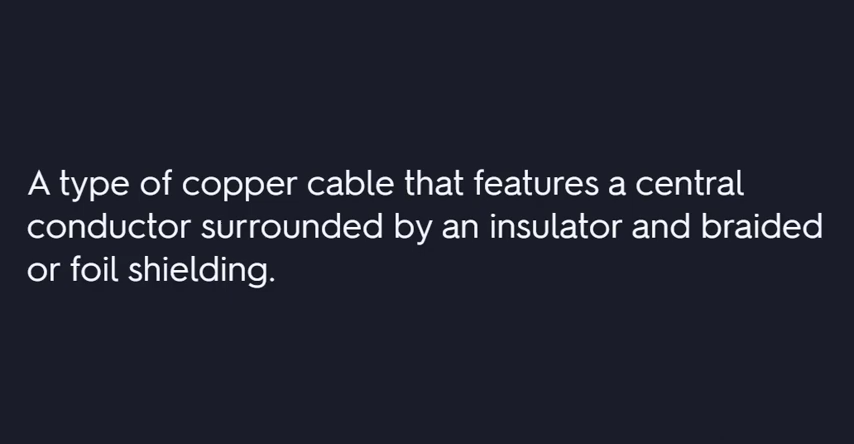 A type of copper cable that features a central
conductor surrounded by an insulator and braided
or foil shielding.